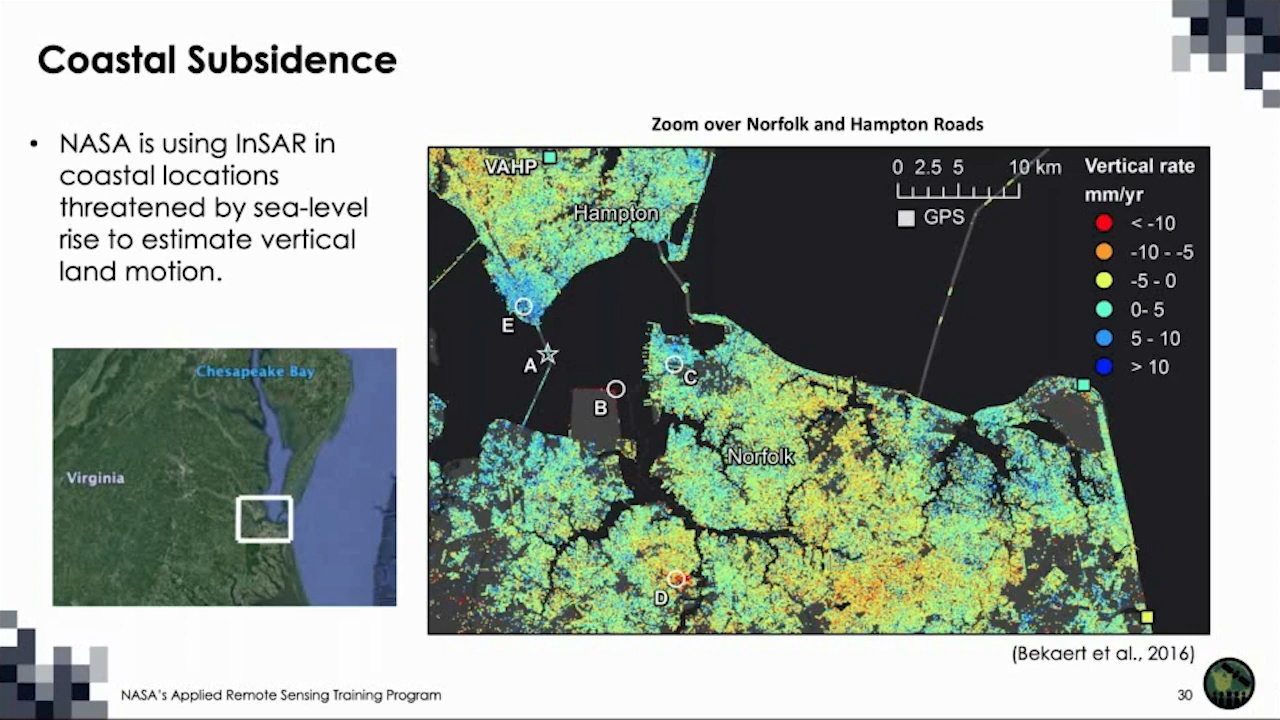 Coastal Subsidence
• NASA is using InSAR in
coastal locations
threatened by sea-level
rise to estimate vertical
land motion.
Chesapeake Bay
Virginia
Zoom over Norfolk and Hampton Roads
VAHP
Hampton
0 2.5 5 10 km
GPS
Vertical rate
mm/yr
< -10
-10 - -5
-5 - 0
0- 5
5 - 10
> 10
E
A
B
C
Norfolk
D
(Bekaert et al., 2016)
NASA's Applied Remote Sensing Training Program
30